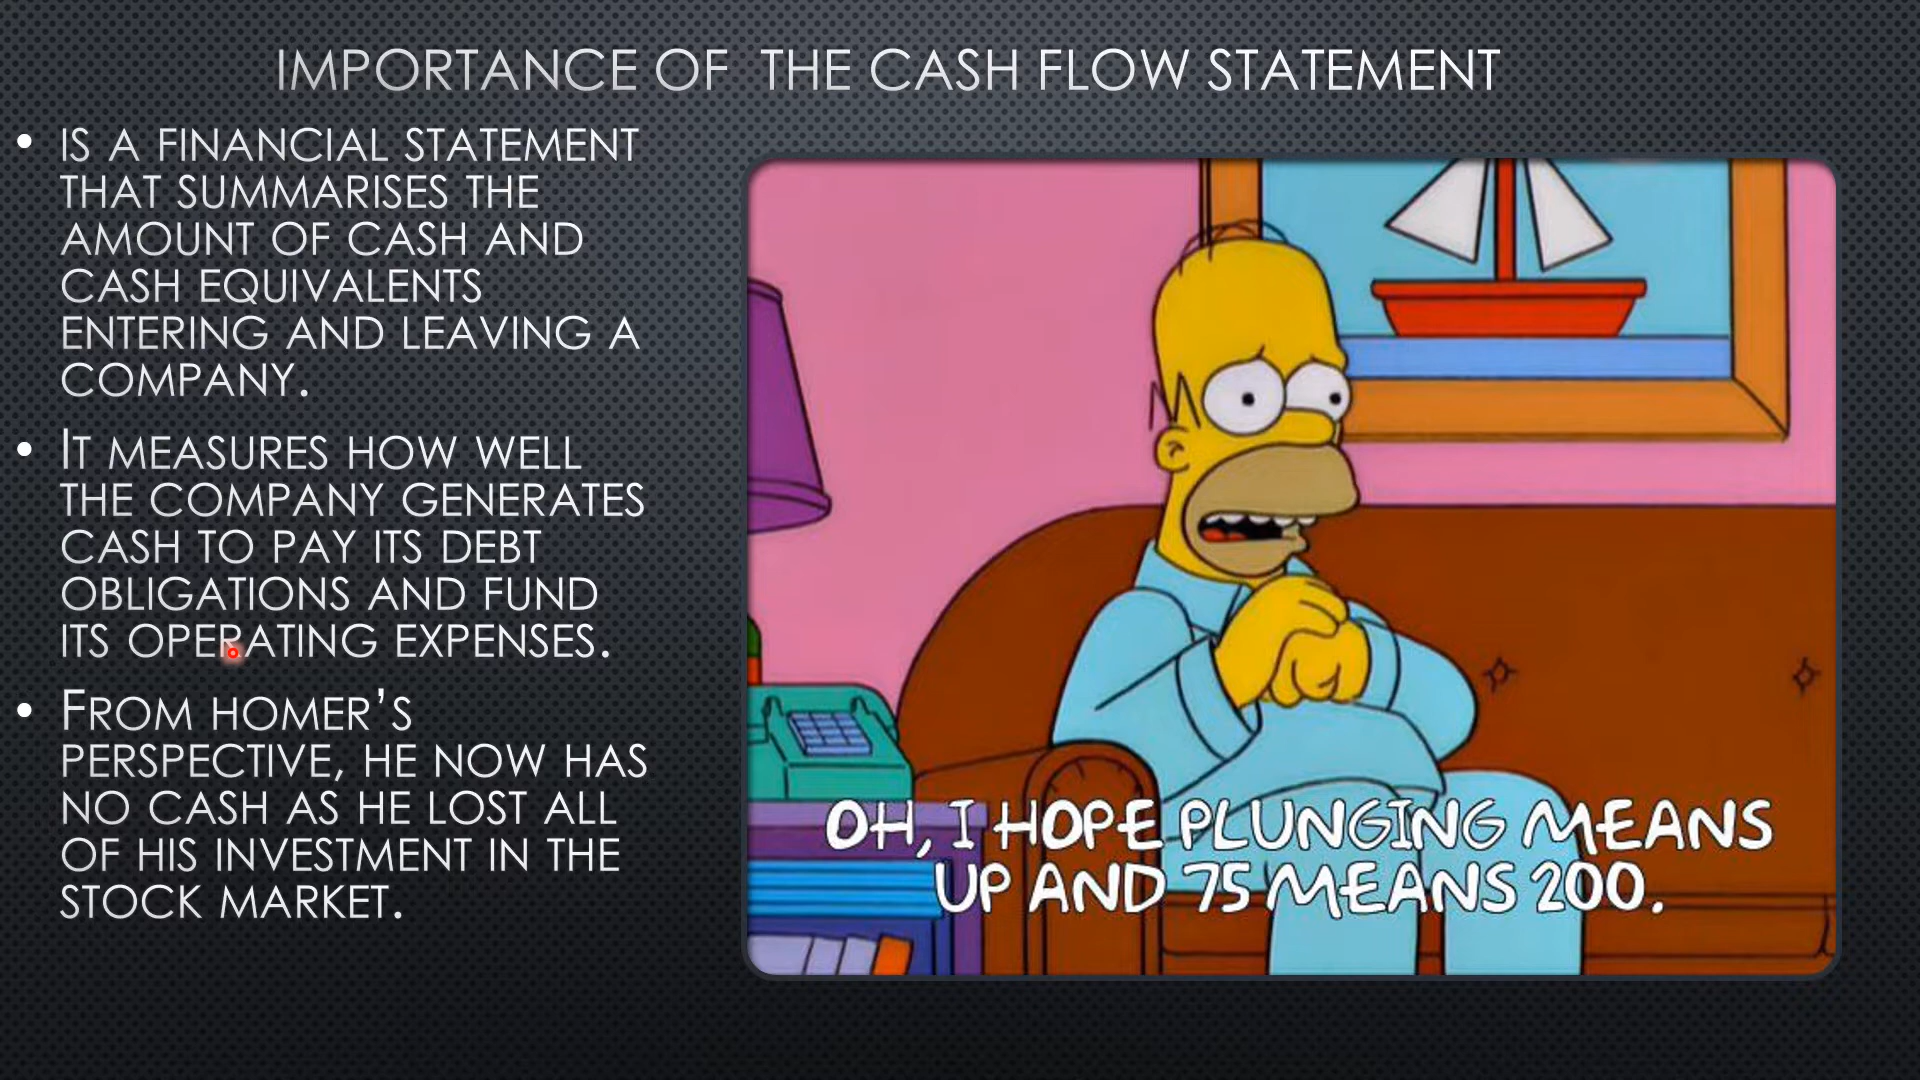 IMPORTANCE OF THE CASH FLOW STATEMENT
• IS A FINANCIAL STATEMENT
THAT SUMMARISES THE
AMOUNT OF CASH AND
CASH EQUIVALENTS
ENTERING AND LEAVING A
COMPANY.
• IT MEASURES HOW WELL
THE COMPANY GENERATES
CASH TO PAY ITS DEBT
OBLIGATIONS AND FUND
ITS OPERATING EXPENSES.
• FROM HOMER’S
PERSPECTIVE, HE NOW HAS
NO CASH AS HE LOST ALL
OF HIS INVESTMENT IN THE
STOCK MARKET.
OH, I HOPE PLUNGING MEANS
UP AND 75 MEANS 200.